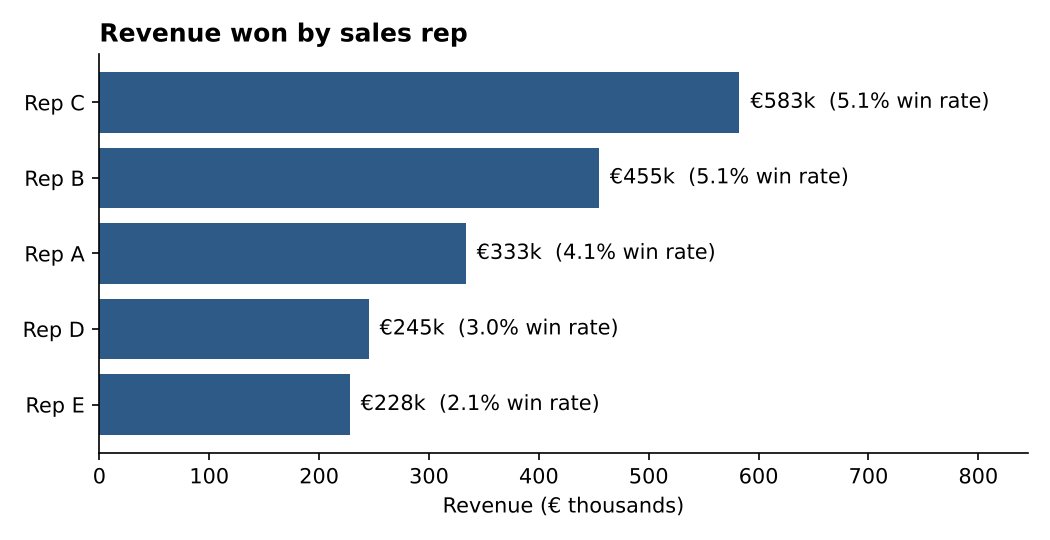 Revenue won by sales rep
Rep C €583k (5.1% win rate)
Rep B €455k (5.1% win rate)
Rep A €333k (4.1% win rate)
Rep D €245k (3.0% win rate)
Rep E €228k (2.1% win rate)
0 100 200 300 400 500 600 700 800
Revenue (€ thousands)